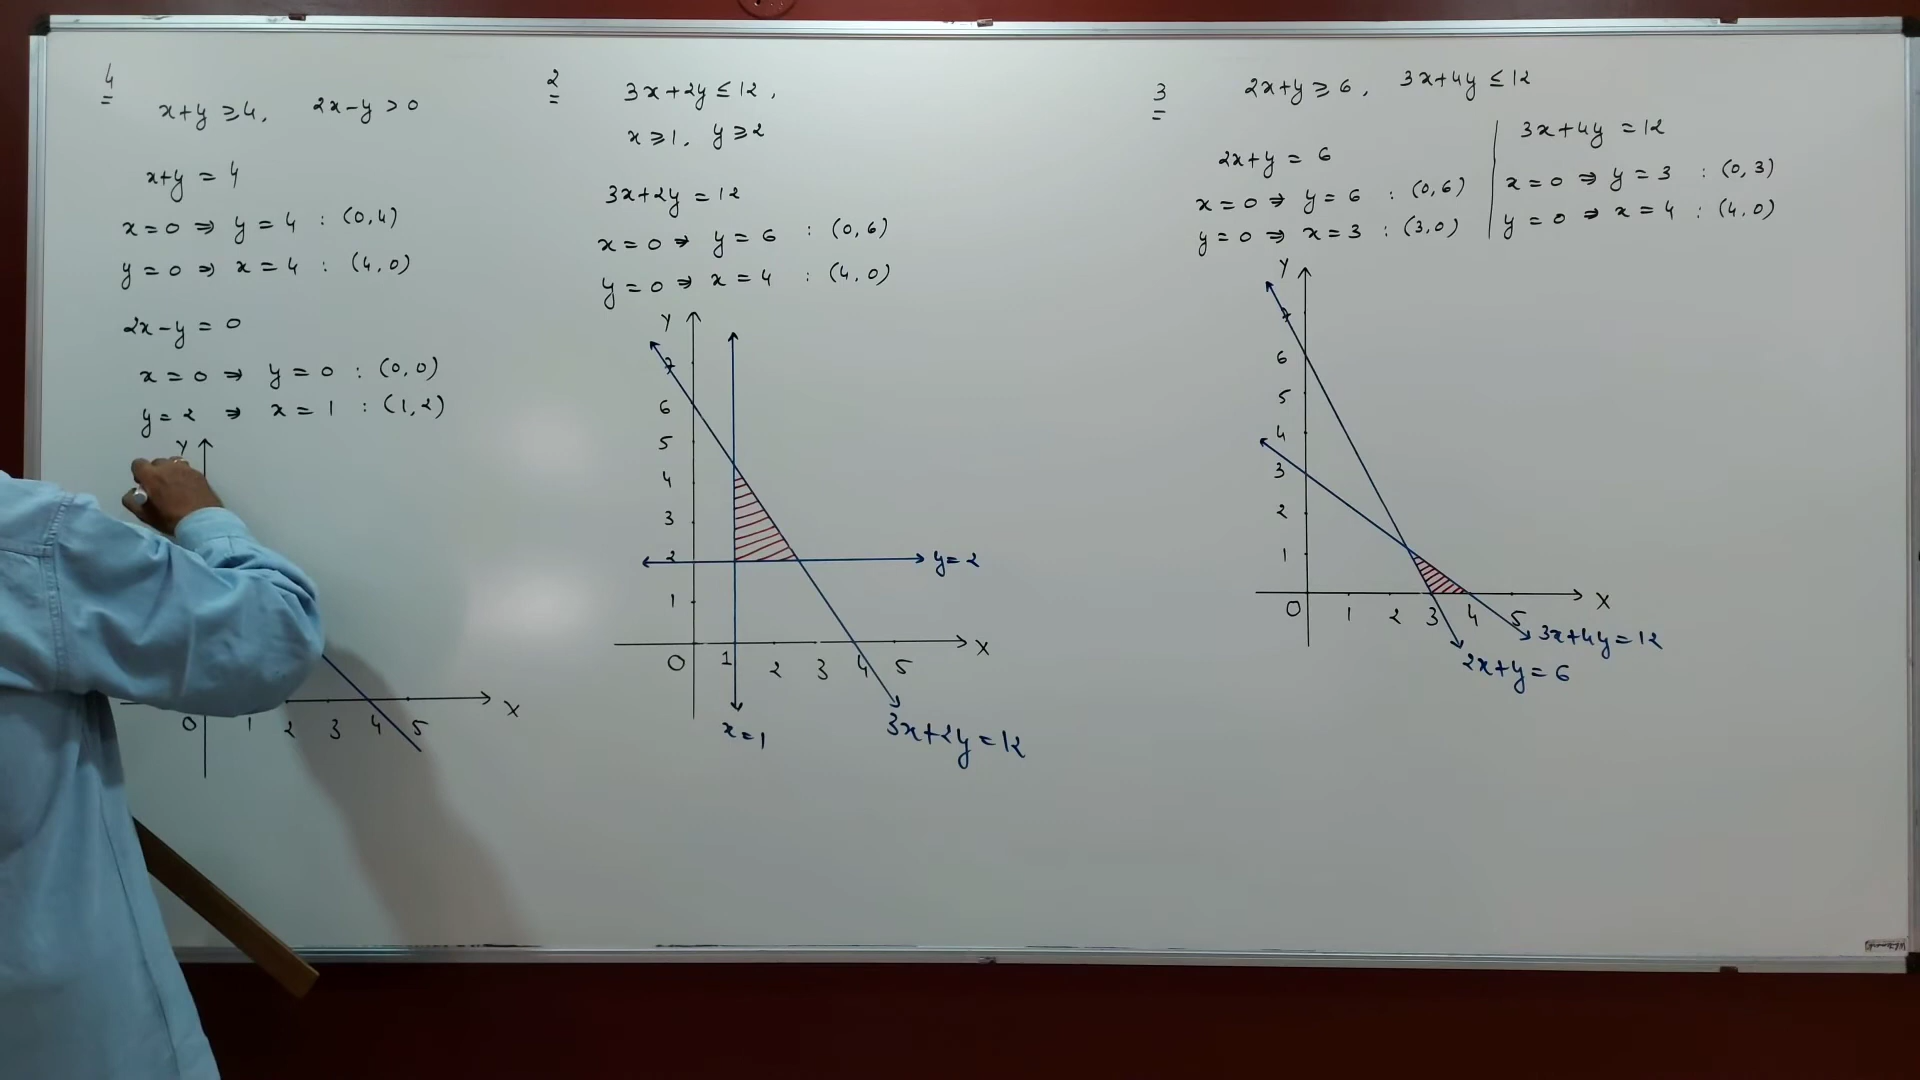 4
x+y ≥ 4, 2x-y > 0
x+y = 4
x=0 ⇒ y = 4 : (0,4)
y=0 ⇒ x=4 : (4,0)
2x-y = 0
x=0 ⇒ y=0 : (0,0)
y=2 ⇒ x=1 : (1,2)
Y
0 1 2 3 4 5 X
2
3x+2y ≤ 12,
x ≥ 1, y ≥ 2
3x+2y = 12
x=0 ⇒ y=6 : (0,6)
y=0 ⇒ x=4 : (4,0)
Y
7
6
5
4
3
2
y=2
1
0 1 2 3 4 5 X
x=1
3x+2y=12
3
2x+y ≥ 6, 3x+4y ≤ 12
2x+y = 6
x=0 ⇒ y=6 : (0,6)
y=0 ⇒ x=3 : (3,0)
3x+4y = 12
x=0 ⇒ y=3 : (0,3)
y=0 ⇒ x=4 : (4,0)
Y
7
6
5
4
3
2
1
0 1 2 3 4 5 X
3x+4y=12
2x+y=6